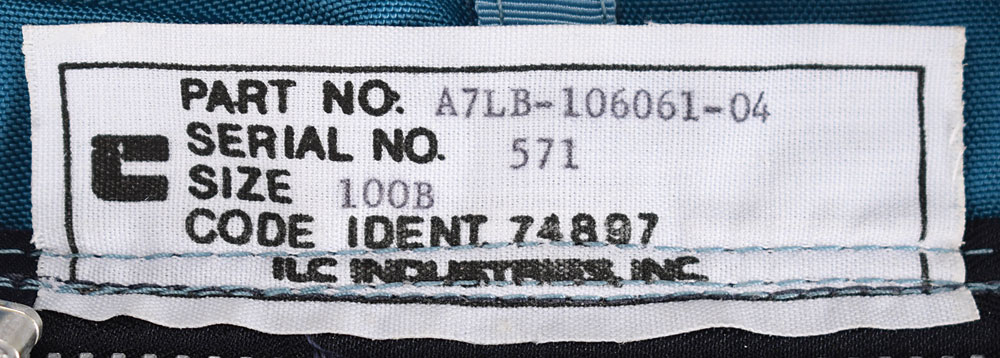 PART NO. A7LB-106061-04
SERIAL NO. 571
SIZE 100B
CODE IDENT. 74897
ILC INDUSTRIES, INC.